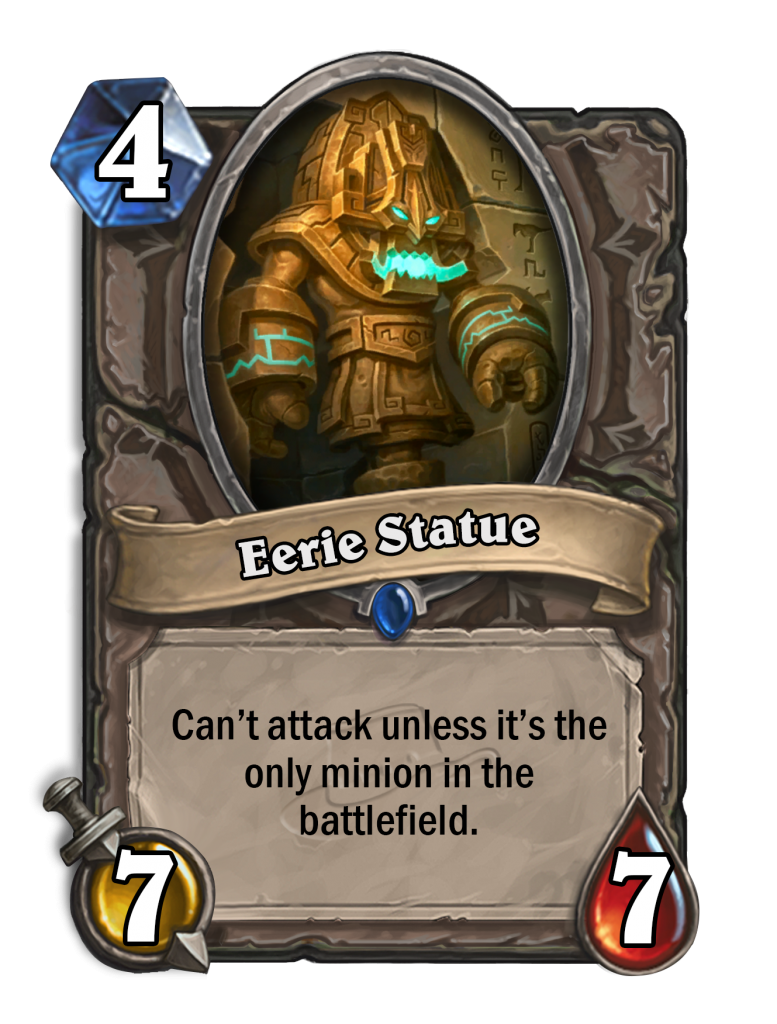 4
Eerie Statue
Can't attack unless it's the
only minion in the
battlefield.
7
7